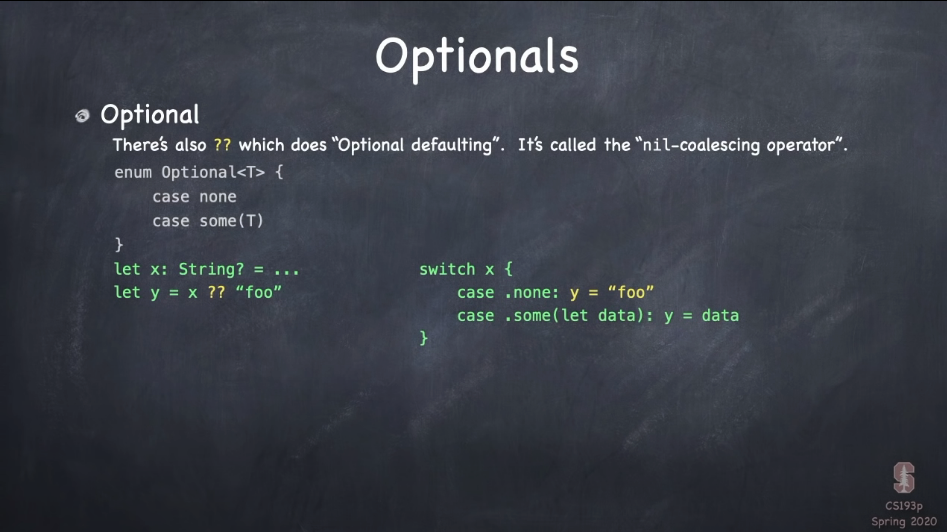 Optionals
Optional
There's also ?? which does “Optional defaulting”. It's called the “nil-coalescing operator”.
enum Optional<T> {
case none
case some(T)
}
let x: String? = ...
let y = x ?? “foo”
switch x {
case .none: y = “foo”
case .some(let data): y = data
}
S
CS193p
Spring 2020